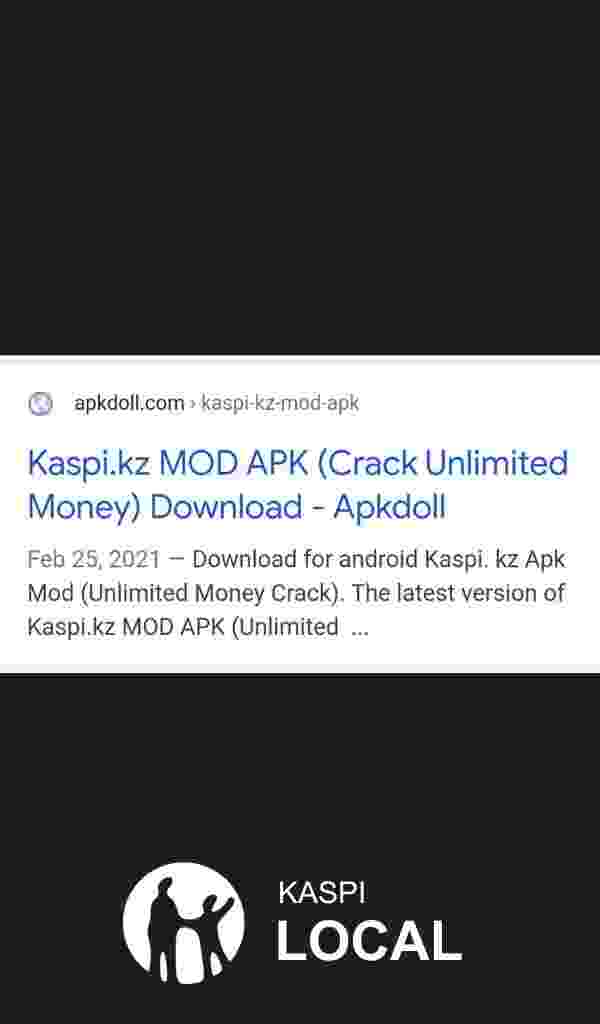 apkdoll.com › kaspi-kz-mod-apk
Kaspi.kz MOD APK (Crack Unlimited
Money) Download - Apkdoll
Feb 25, 2021 — Download for android Kaspi. kz Apk
Mod (Unlimited Money Crack). The latest version of
Kaspi.kz MOD APK (Unlimited ...
KASPI
LOCAL